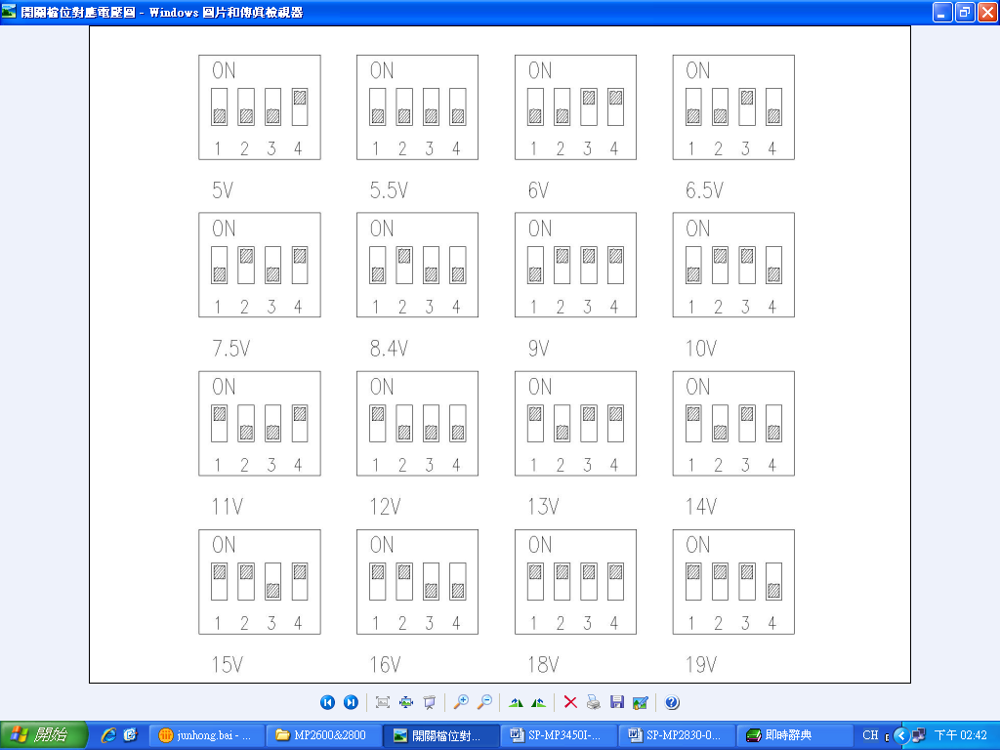 開關檔位對應電壓圖 - Windows 圖片和傳真檢視器
ON ON ON ON
1 2 3 4 1 2 3 4 1 2 3 4 1 2 3 4
5V 5.5V 6V 6.5V
ON ON ON ON
1 2 3 4 1 2 3 4 1 2 3 4 1 2 3 4
7.5V 8.4V 9V 10V
ON ON ON ON
1 2 3 4 1 2 3 4 1 2 3 4 1 2 3 4
11V 12V 13V 14V
ON ON ON ON
1 2 3 4 1 2 3 4 1 2 3 4 1 2 3 4
15V 16V 18V 19V
開始 junhong.bai - ... MP2600&2800 開關檔位對... SP-MP3450I-... SP-MP2830-0... 即時辭典 CH 下午 02:42